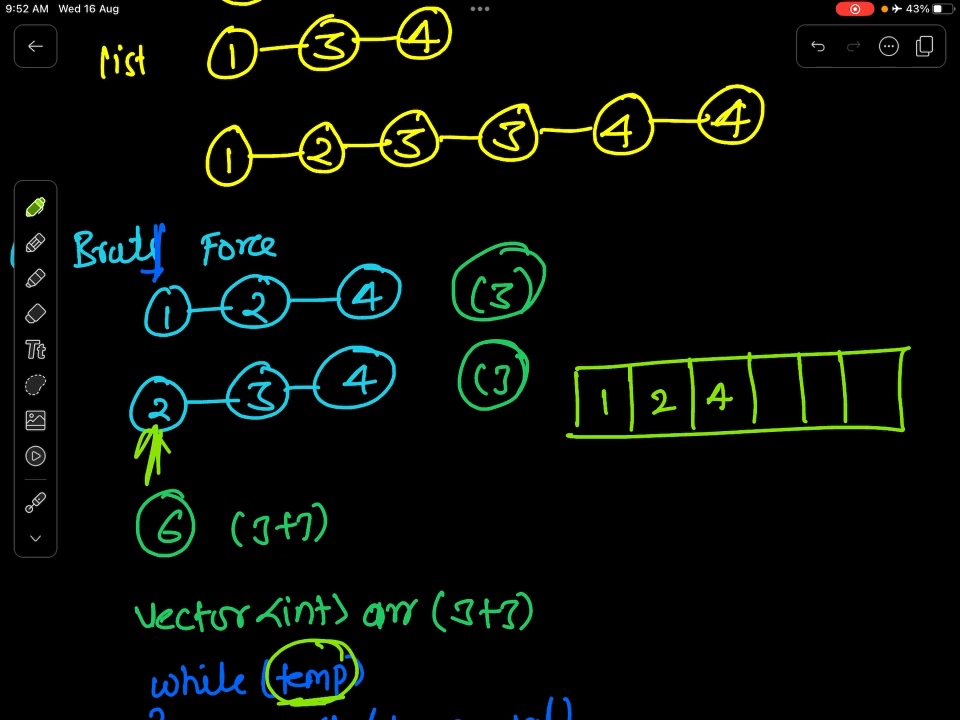 9:52 AM Wed 16 Aug
43%
list 1 3 4
1 2 3 3 4 4
Brute Force
1 2 4 (3)
2 3 4 (3
1 2 4
6 (3+3)
Tt
vector<int> arr (3+3)
while (temp)